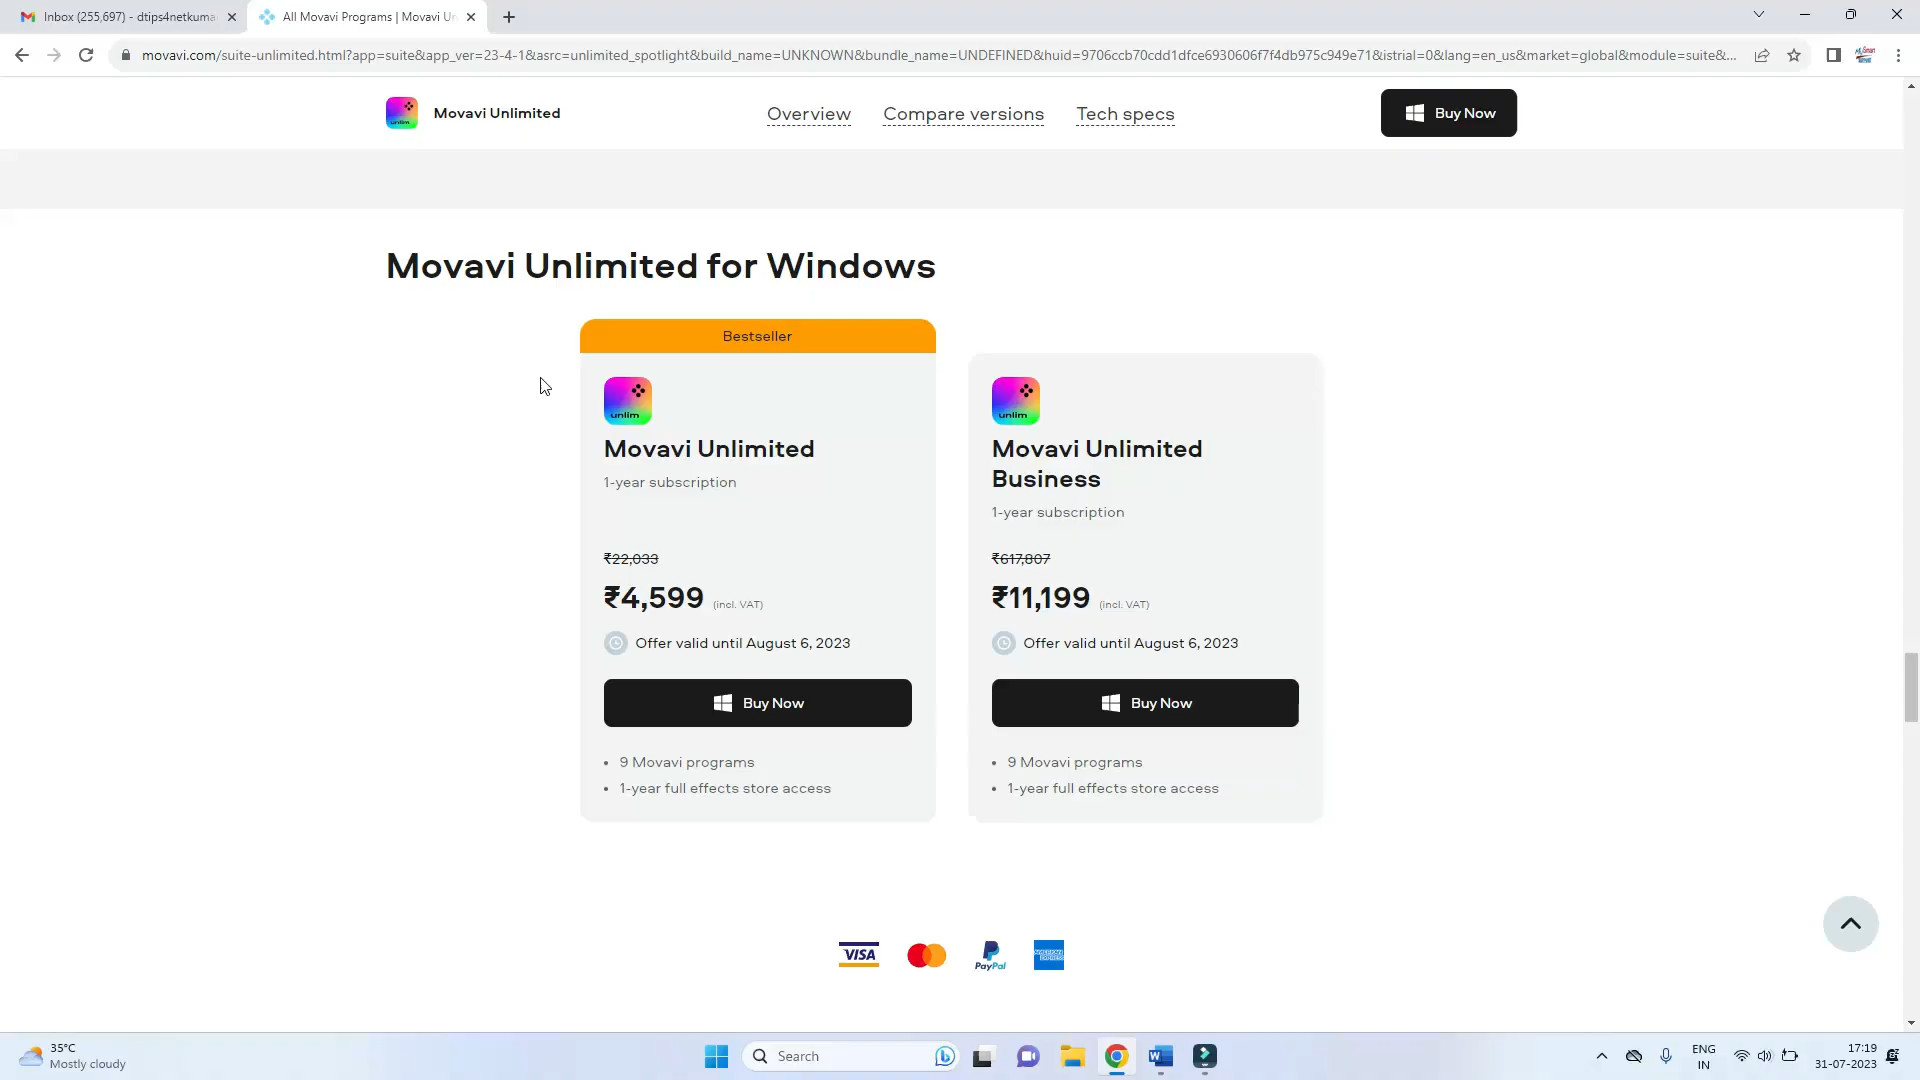 Inbox (255,697) - dtips4netkuma
All Movavi Programs | Movavi Un
movavi.com/suite-unlimited.html?app=suite&app_ver=23-4-1&asrc=unlimited_spotlight&build_name=UNKNOWN&bundle_name=UNDEFINED&huid=9706ccb70cdd1dfce6930606f7f4db975c949e71&istrial=0&lang=en_us&market=global&module=suite&...
Movavi Unlimited
Overview
Compare versions
Tech specs
Buy Now
Movavi Unlimited for Windows
Bestseller
unlim
Movavi Unlimited
1-year subscription
₹22,033
₹4,599 (incl. VAT)
Offer valid until August 6, 2023
Buy Now
• 9 Movavi programs
• 1-year full effects store access
unlim
Movavi Unlimited
Business
1-year subscription
₹617,807
₹11,199 (incl. VAT)
Offer valid until August 6, 2023
Buy Now
• 9 Movavi programs
• 1-year full effects store access
VISA
PayPal
AMERICAN EXPRESS
35°C
Mostly cloudy
Search
ENG
IN
17:19
31-07-2023